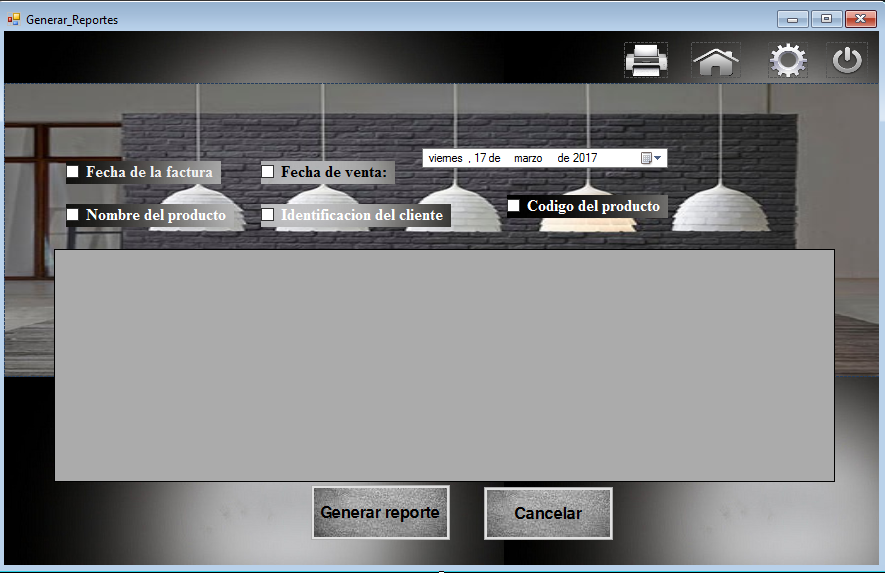 Generar_Reportes
Fecha de la factura
Fecha de venta:
viernes , 17 de marzo de 2017
Nombre del producto
Identificacion del cliente
Codigo del producto
Generar reporte
Cancelar